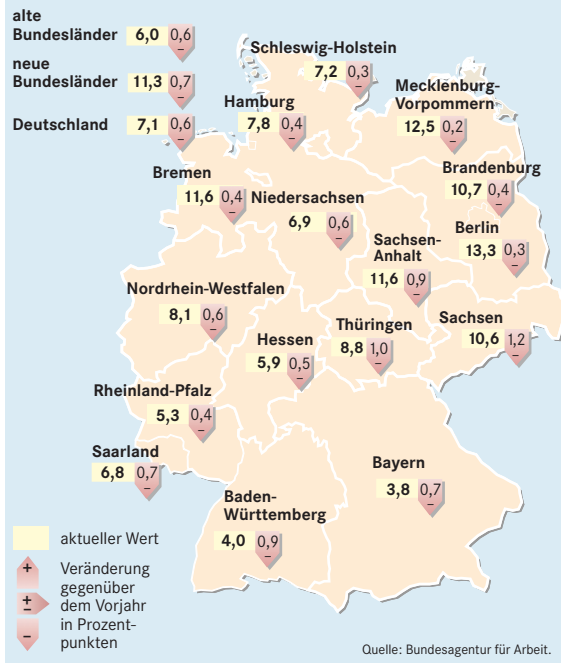 alte
Bundesländer 6,0 0,6 –
neue
Bundesländer 11,3 0,7 –
Deutschland 7,1 0,6 –
Schleswig-Holstein
7,2 0,3 –
Hamburg
7,8 0,4 –
Mecklenburg-
Vorpommern
12,5 0,2 –
Bremen
11,6 0,4 –
Niedersachsen
6,9 0,6 –
Brandenburg
10,7 0,4 –
Berlin
13,3 0,3 –
Sachsen-
Anhalt
11,6 0,9 –
Nordrhein-Westfalen
8,1 0,6 –
Hessen
5,9 0,5 –
Thüringen
8,8 1,0 –
Sachsen
10,6 1,2 –
Rheinland-Pfalz
5,3 0,4 –
Saarland
6,8 0,7 –
Baden-
Württemberg
4,0 0,9 –
Bayern
3,8 0,7 –
aktueller Wert
+ Veränderung
gegenüber
± dem Vorjahr
in Prozent-
– punkten
Quelle: Bundesagentur für Arbeit.